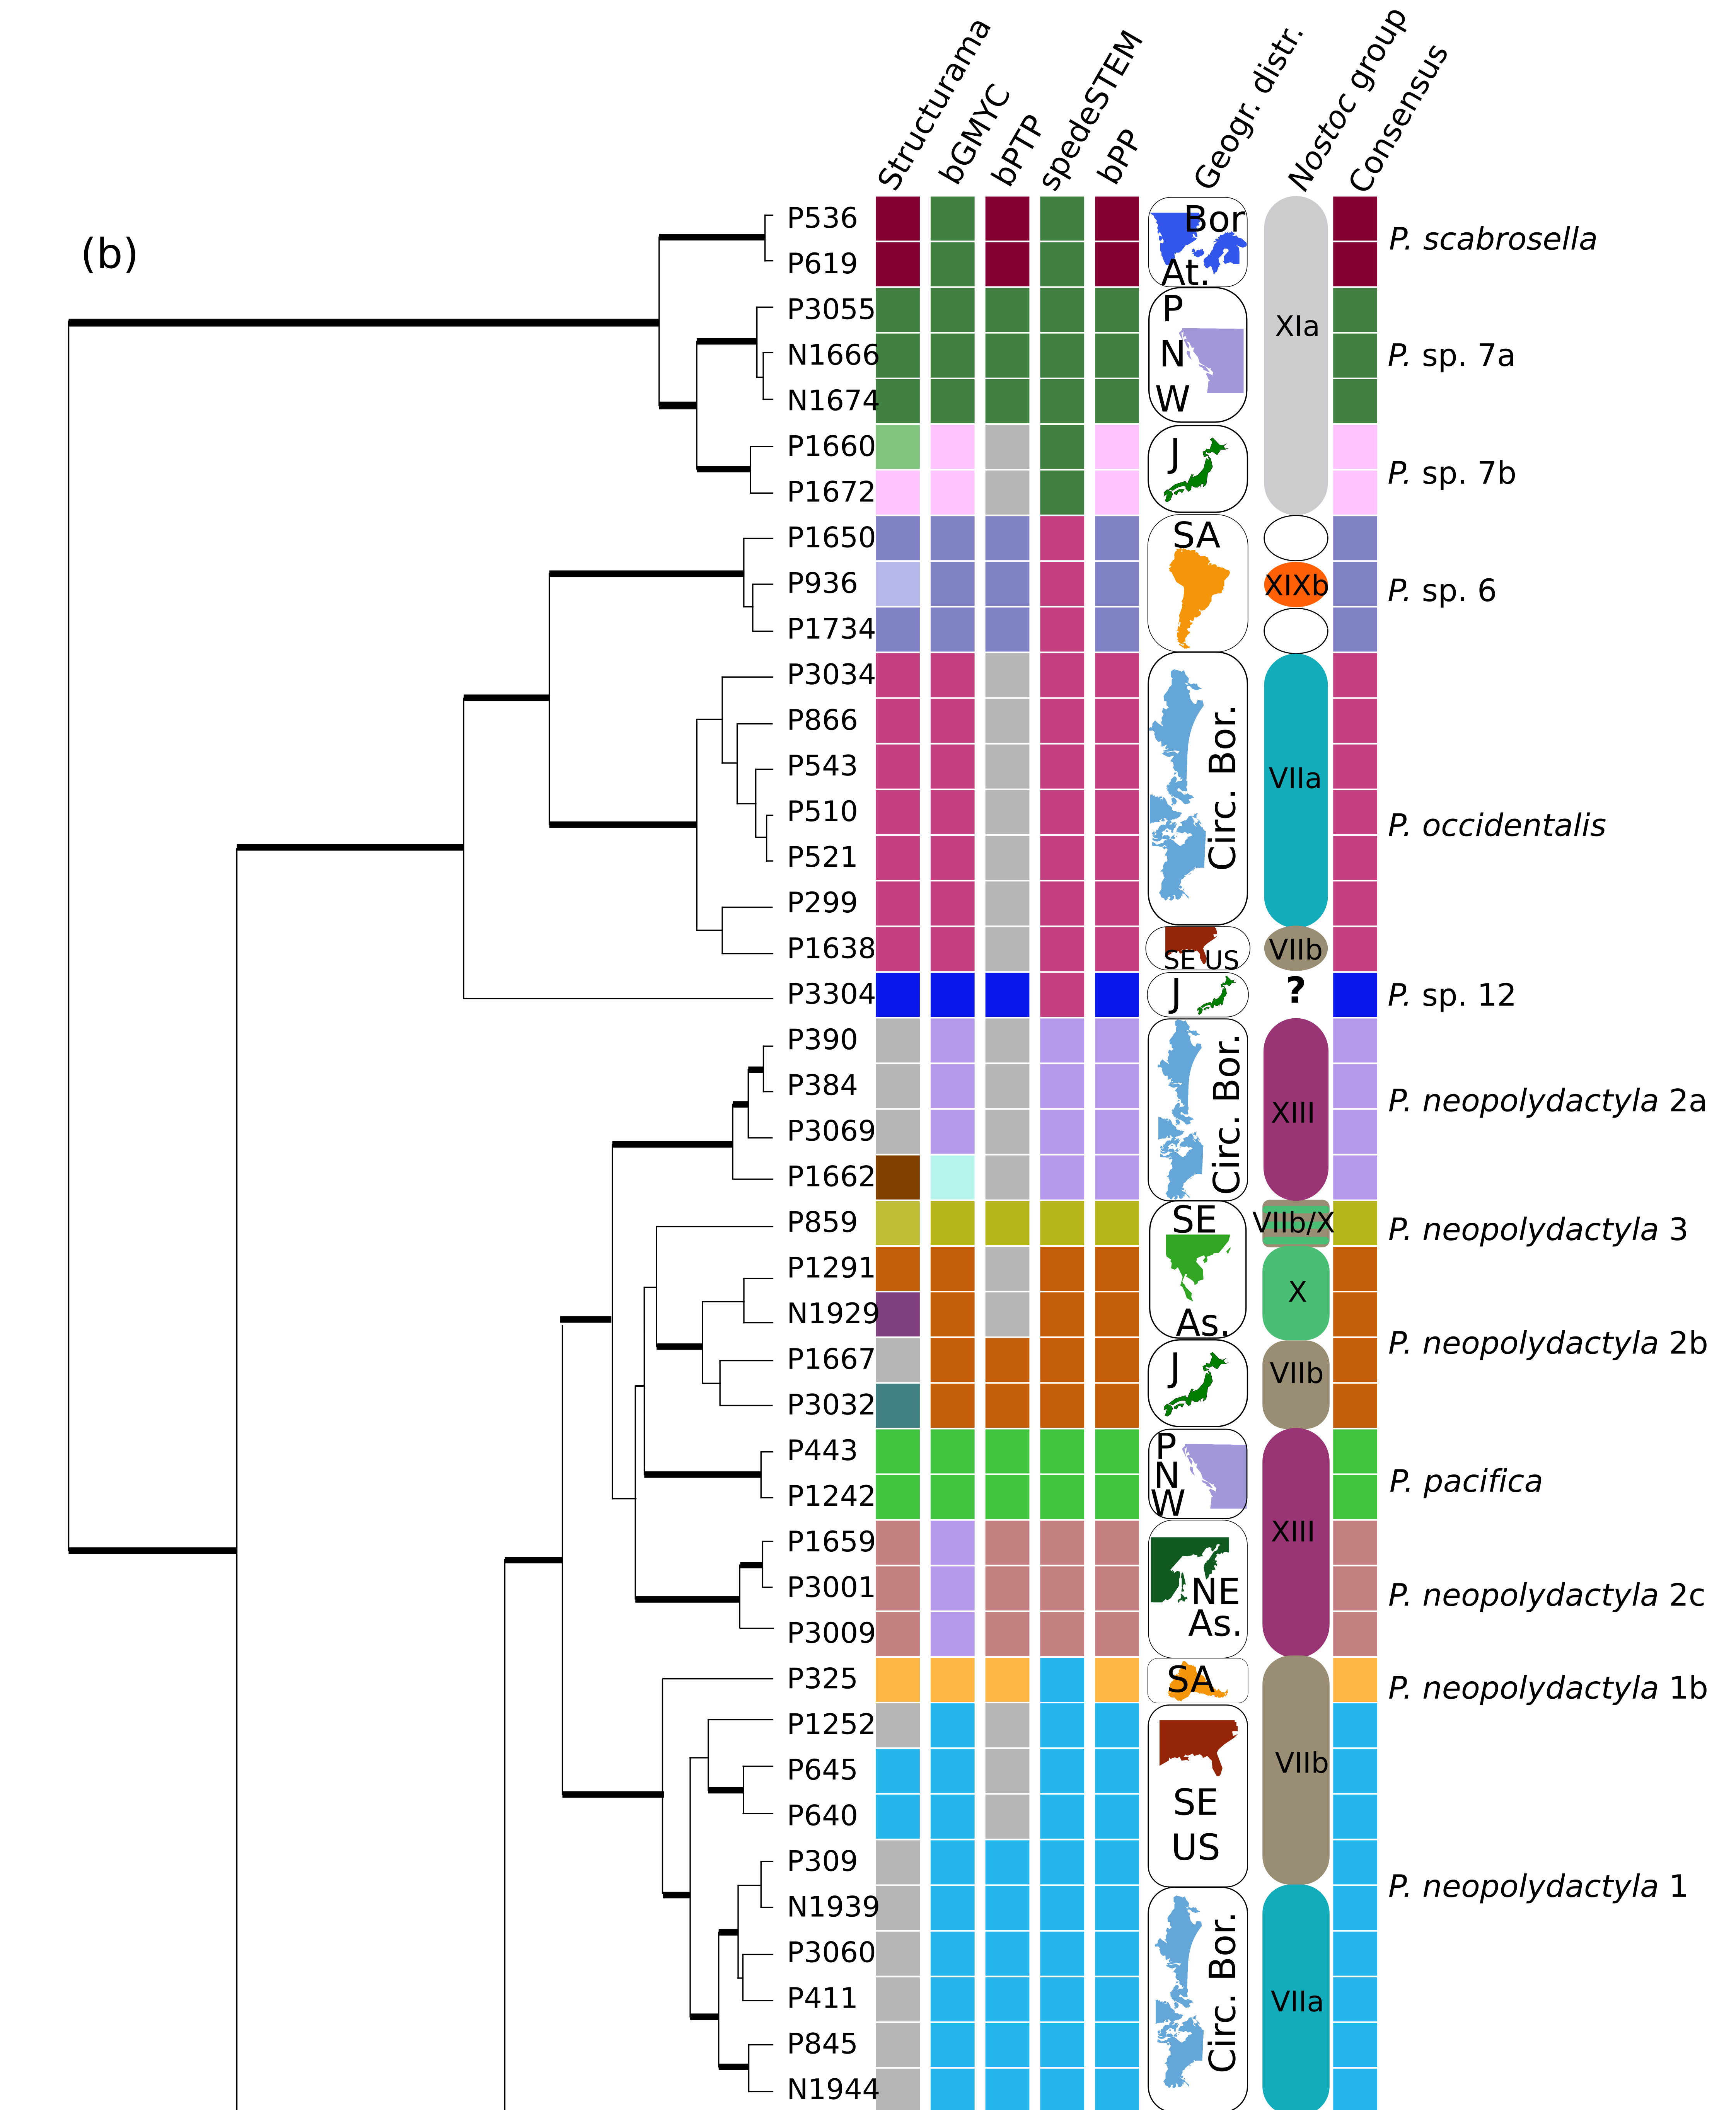 Structurama
bGMYC
bPTP
spedeSTEM
bPP
Geogr. distr.
Nostoc group
Consensus
(b)
P536
P619
P3055
N1666
N1674
P1660
P1672
P1650
P936
P1734
P3034
P866
P543
P510
P521
P299
P1638
P3304
P390
P384
P3069
P1662
P859
P1291
N1929
P1667
P3032
P443
P1242
P1659
P3001
P3009
P325
P1252
P645
P640
P309
N1939
P3060
P411
P845
N1944
Bor
At.
P
N
W
J
SA
Circ. Bor.
SE US
J
Circ. Bor.
SE
As.
J
P
N
W
NE
As.
SA
SE
US
Circ. Bor.
XIa
XIXb
VIIa
VIIb
?
XIII
VIIb/X
X
VIIb
XIII
VIIb
VIIa
P. scabrosella
P. sp. 7a
P. sp. 7b
P. sp. 6
P. occidentalis
P. sp. 12
P. neopolydactyla 2a
P. neopolydactyla 3
P. neopolydactyla 2b
P. pacifica
P. neopolydactyla 2c
P. neopolydactyla 1b
P. neopolydactyla 1